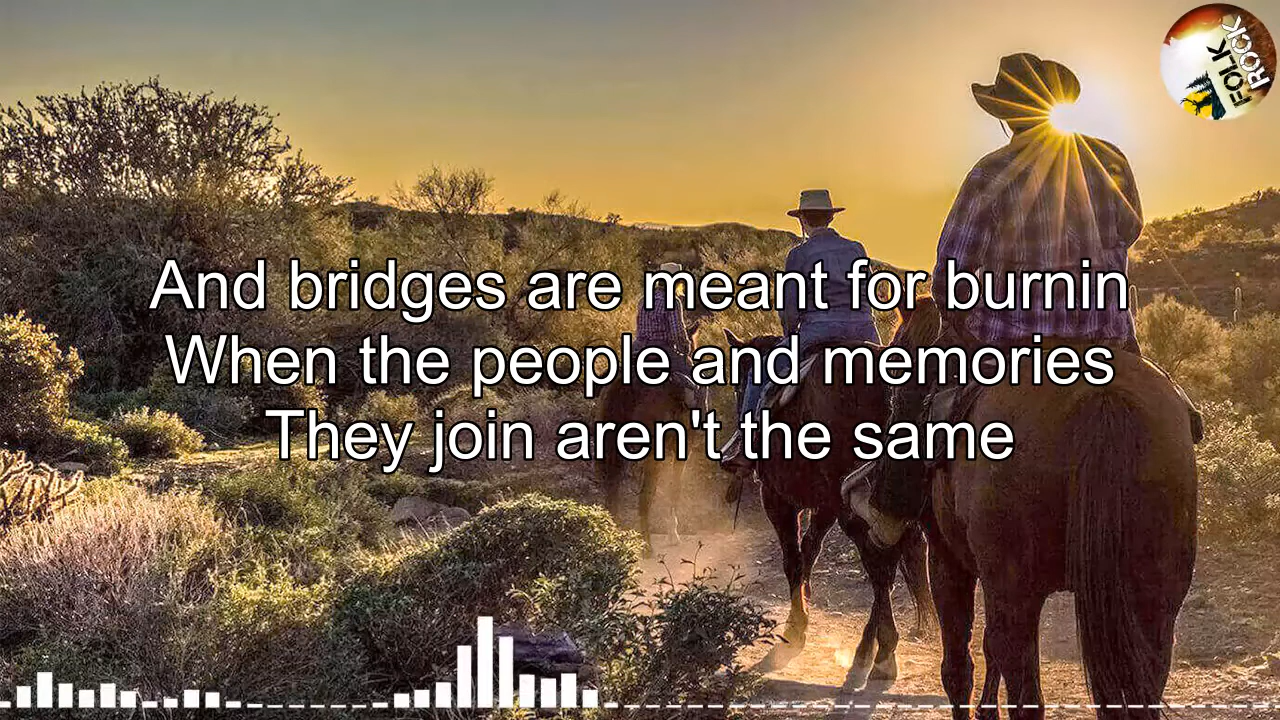 FOLK
ROCK
And bridges are meant for burnin
When the people and memories
They join aren't the same